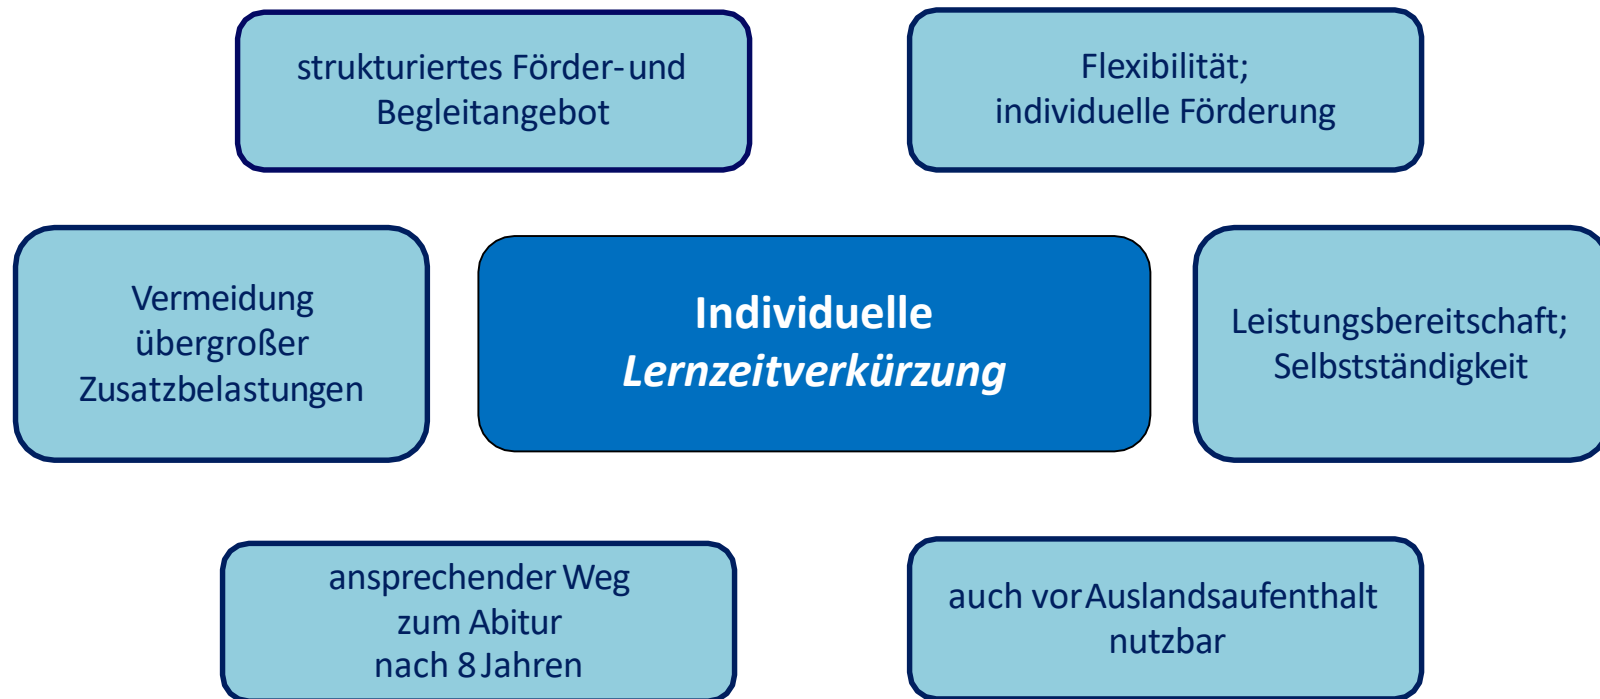 strukturiertes Förder- und
Begleitangebot
Flexibilität;
individuelle Förderung
Vermeidung
übergroßer
Zusatzbelastungen
Individuelle
Lernzeitverkürzung
Leistungsbereitschaft;
Selbstständigkeit
ansprechender Weg
zum Abitur
nach 8 Jahren
auch vor Auslandsaufenthalt
nutzbar